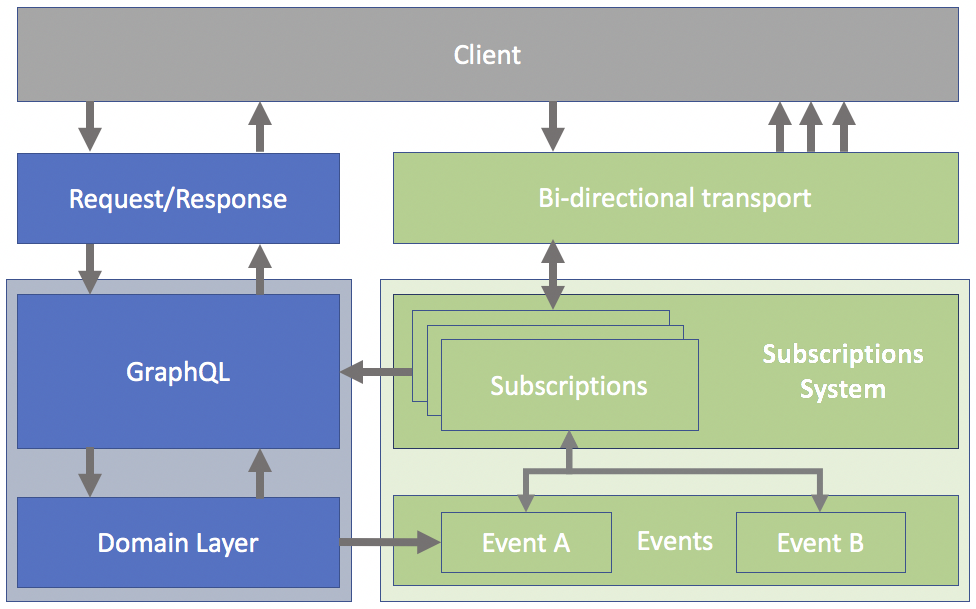 Client
Request/Response
Bi-directional transport
GraphQL
Subscriptions
Subscriptions
System
Domain Layer
Event A
Events
Event B